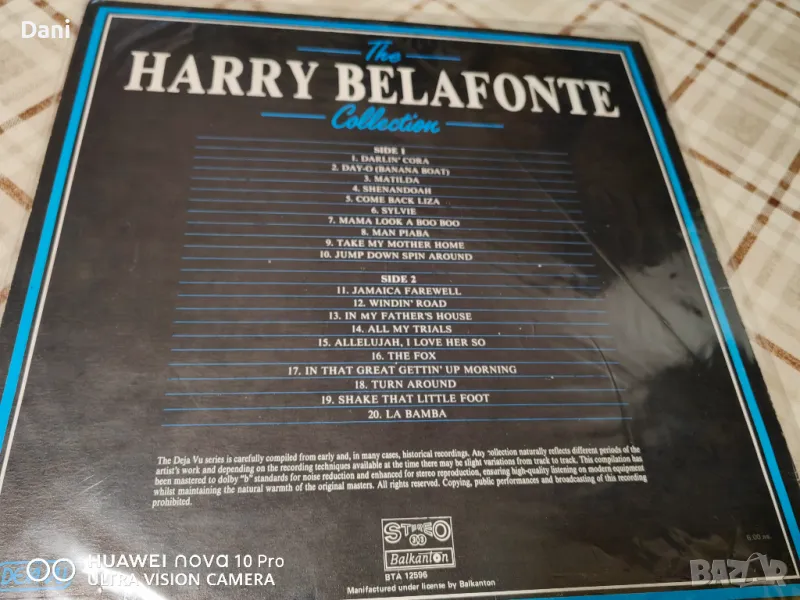 Dani
The
HARRY BELAFONTE
Collection
SIDE 1
1. DARLIN' CORA
2. DAY-O (BANANA BOAT)
3. MATILDA
4. SHENANDOAH
5. COME BACK LIZA
6. SYLVIE
7. MAMA LOOK A BOO BOO
8. MAN PIABA
9. TAKE MY MOTHER HOME
10. JUMP DOWN SPIN AROUND
SIDE 2
11. JAMAICA FAREWELL
12. WINDIN' ROAD
13. IN MY FATHER'S HOUSE
14. ALL MY TRIALS
15. ALLELUJAH, I LOVE HER SO
16. THE FOX
17. IN THAT GREAT GETTIN' UP MORNING
18. TURN AROUND
19. SHAKE THAT LITTLE FOOT
20. LA BAMBA
The Deja Vu series is carefully compiled from early and, in many cases, historical recordings. Any collection naturally reflects different periods of the
artist's work and depending on the recording techniques available at the time there may be slight variations from track to track. This compilation has
been mastered to dolby "b" standards for noise reduction and enhanced for stereo reproduction, ensuring high-quality listening on modern equipment
whilst maintaining the natural warmth of the original masters. All rights reserved. Copying, public performances and broadcasting of this recording
prohibited.
STEREO
33
Balkanton
BTA 12596
Manifactured under license by Balkanton
6.00 лв.
HUAWEI nova 10 Pro
ULTRA VISION CAMERA
BAZAR